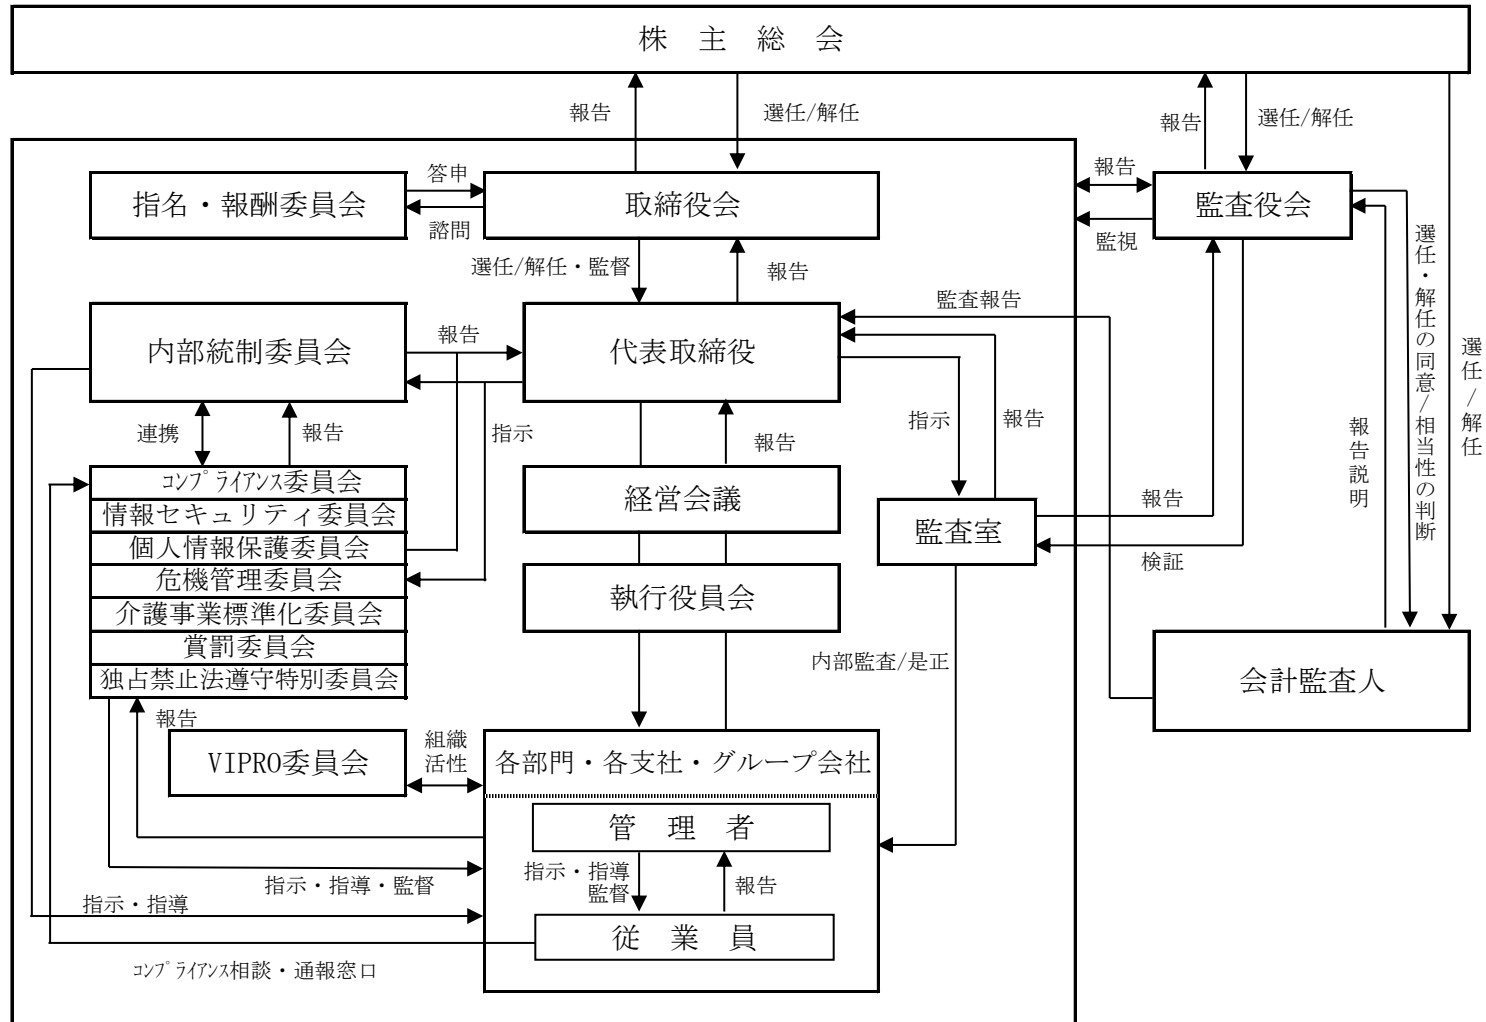 株 主 総 会
報告
選任/解任
報告
選任/解任
指名・報酬委員会
答申
諮問
取締役会
報告
監視
監査役会
選任/解任・監督
報告
監査報告
内部統制委員会
報告
代表取締役
選任・解任の同意/相当性の判断
選任/解任
連携
報告
指示
報告
指示
報告
報告説明
コンプライアンス委員会
情報セキュリティ委員会
個人情報保護委員会
危機管理委員会
介護事業標準化委員会
賞罰委員会
独占禁止法遵守特別委員会
経営会議
監査室
報告
検証
執行役員会
内部監査/是正
会計監査人
報告
VIPRO委員会
組織
活性
各部門・各支社・グループ会社
管 理 者
指示・指導
監督
報告
指示・指導・監督
指示・指導
従 業 員
コンプライアンス相談・通報窓口